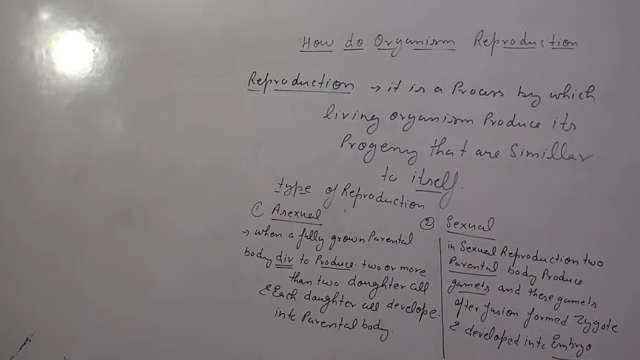 How do Organism Reproduction
Reproduction → it is a Process by which
living organism Produce its
Progeny that are Simillar
to itself.
type of Reproduction
① Asexual
→ when a fully grown Parental
body div to Produce two or more
than two daughter cell
& Each daughter cell develope
into Parental body.
② Sexual
in Sexual Reproduction two
Parental body Produce
gamets and these gamets
after fusion formed Zygote
& developed into Embryo